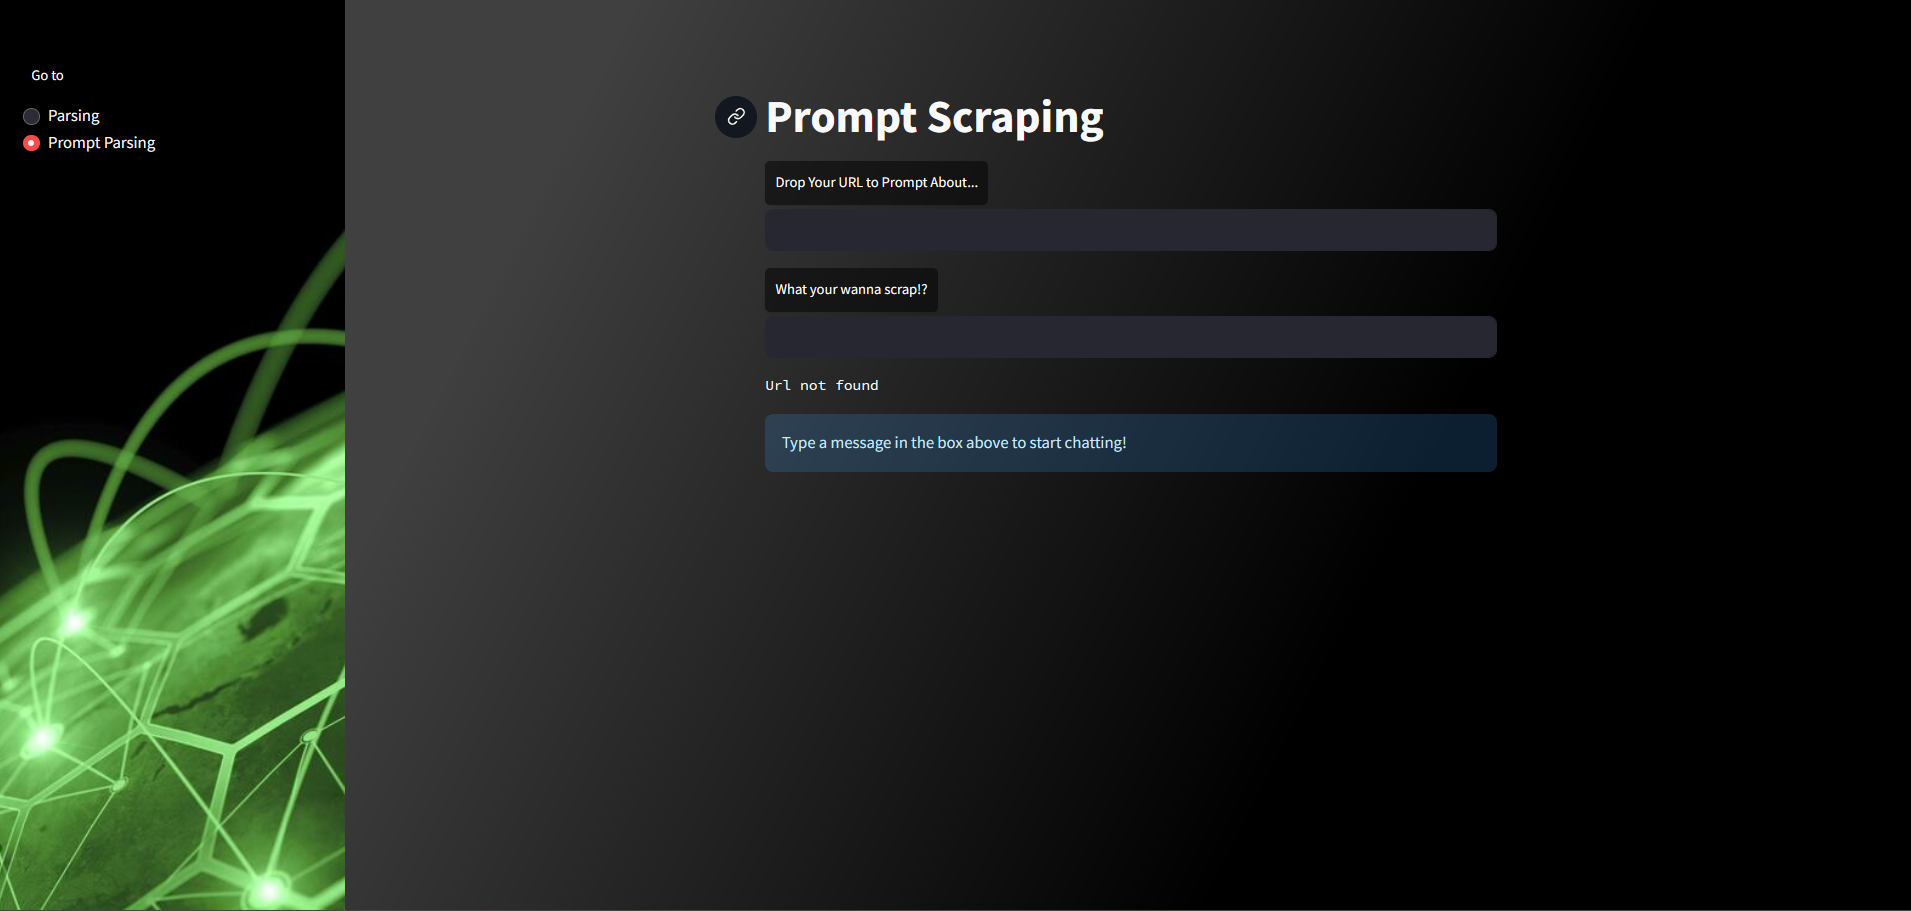 Go to
Parsing
Prompt Parsing
Prompt Scraping
Drop Your URL to Prompt About...
What your wanna scrap!?
Url not found
Type a message in the box above to start chatting!